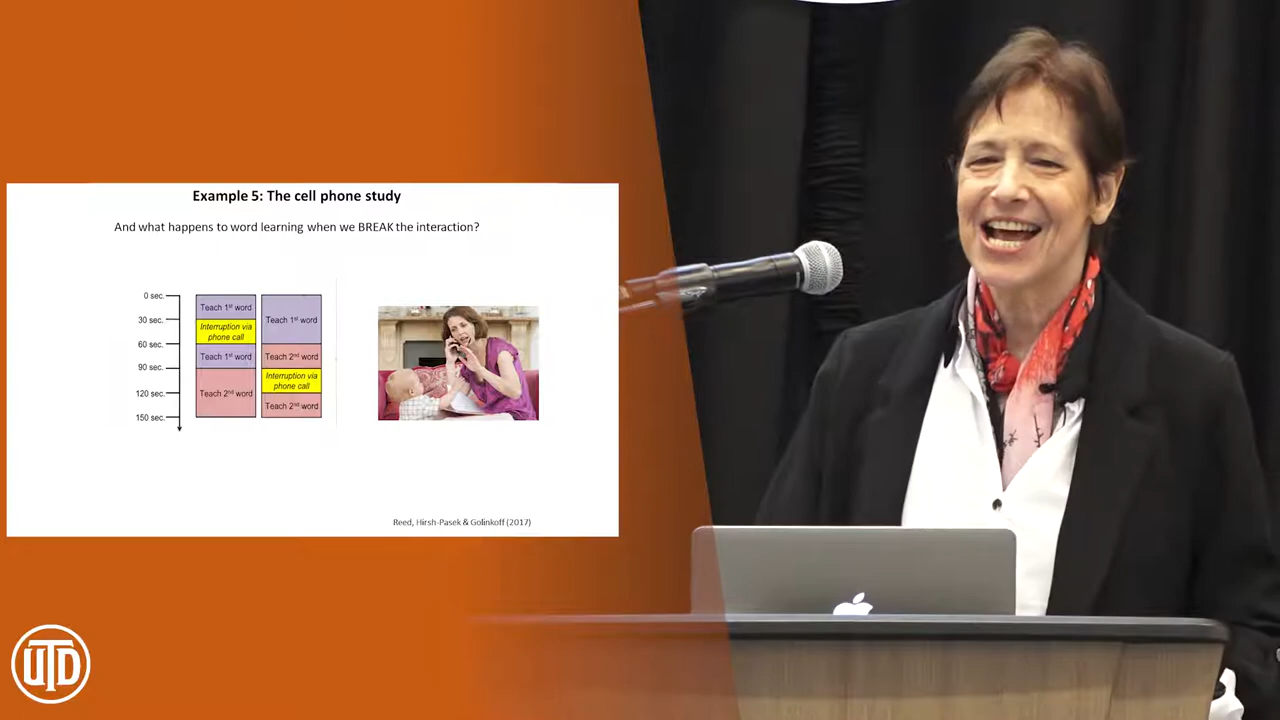 Example 5: The cell phone study
And what happens to word learning when we BREAK the interaction?
0 sec.
30 sec.
60 sec.
90 sec.
120 sec.
150 sec.
Teach 1st word
Interruption via
phone call
Teach 1st word
Teach 2nd word
Teach 1st word
Teach 2nd word
Interruption via
phone call
Teach 2nd word
Reed, Hirsh-Pasek & Golinkoff (2017)
UTD